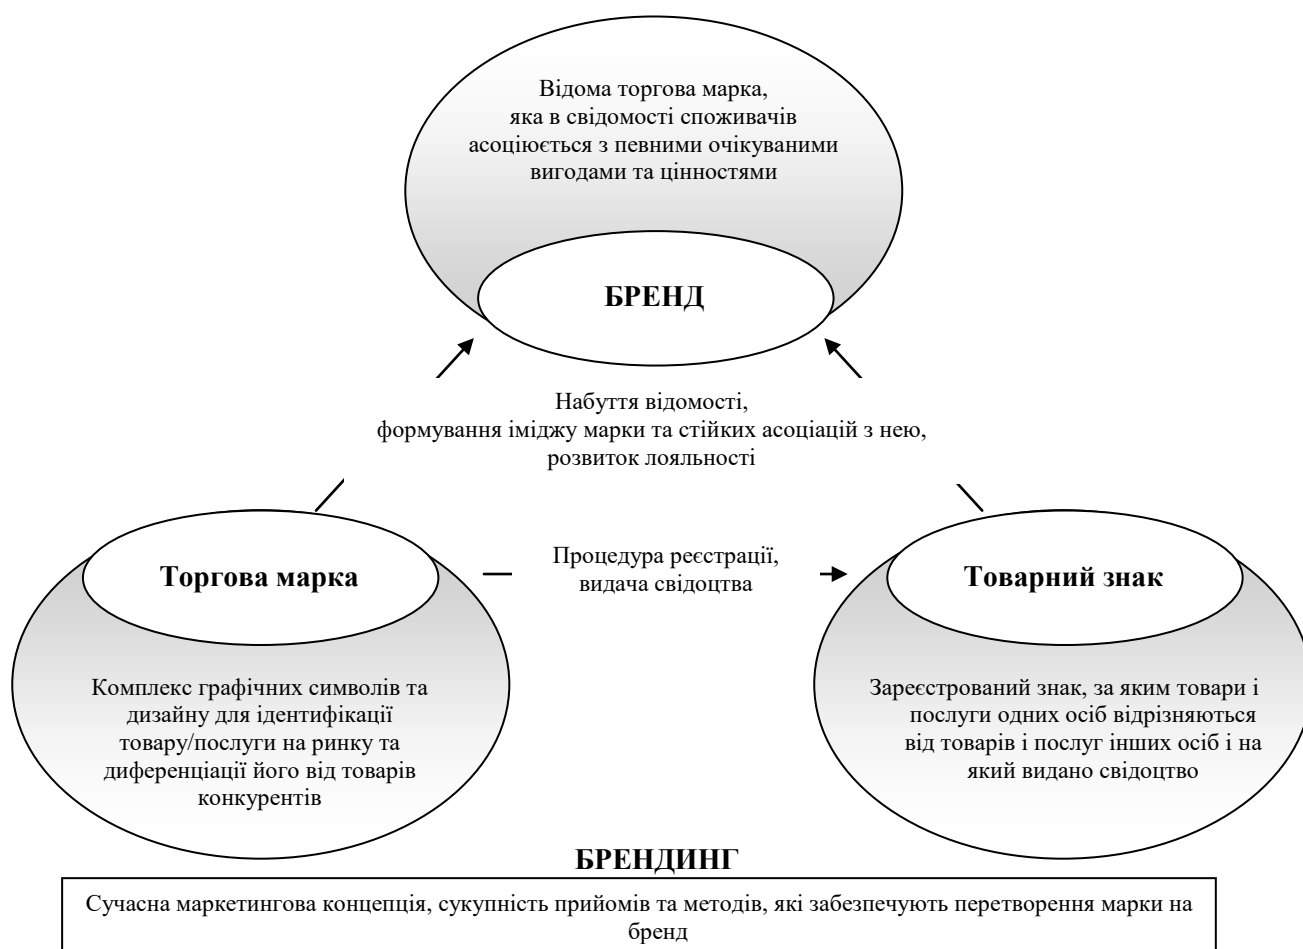 Відома торгова марка,
яка в свідомості споживачів
асоціюється з певними очікуваними
вигодами та цінностями
БРЕНД
Набуття відомості,
формування іміджу марки та стійких асоціацій з нею,
розвиток лояльності
Торгова марка
Процедура реєстрації,
видача свідоцтва
Товарний знак
Комплекс графічних символів та
дизайну для ідентифікації
товару/послуги на ринку та
диференціації його від товарів
конкурентів
Зареєстрований знак, за яким товари і
послуги одних осіб відрізняються
від товарів і послуг інших осіб і на
який видано свідоцтво
БРЕНДИНГ
Сучасна маркетингова концепція, сукупність прийомів та методів, які забезпечують перетворення марки на
бренд